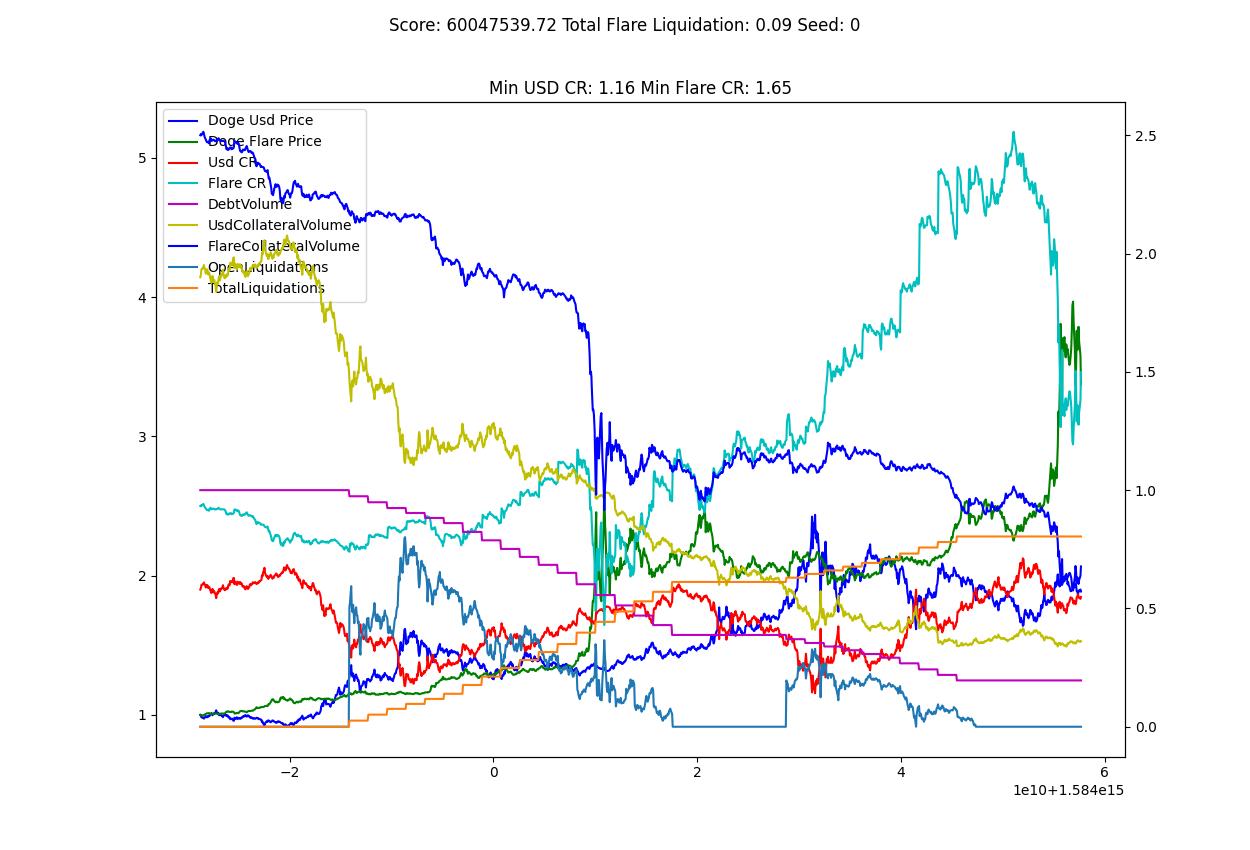 Score: 60047539.72 Total Flare Liquidation: 0.09 Seed: 0
Min USD CR: 1.16 Min Flare CR: 1.65
Doge Usd Price
Doge Flare Price
Usd CR
Flare CR
DebtVolume
UsdCollateralVolume
FlareCollateralVolume
OpenLiquidations
TotalLiquidations
5
4
3
2
1
2.5
2.0
1.5
1.0
0.5
0.0
−2
0
2
4
6
1e10+1.584e15